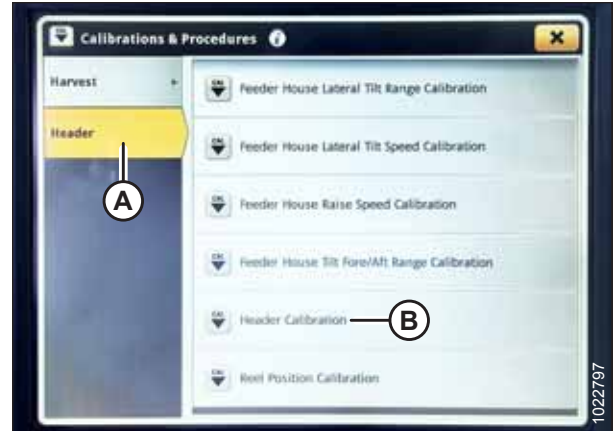 Calibrations & Procedures
Harvest
Header
A
Feeder House Lateral Tilt Range Calibration
Feeder House Lateral Tilt Speed Calibration
Feeder House Raise Speed Calibration
Feeder House Tilt Fore/Aft Range Calibration
Header Calibration
B
Reel Position Calibration
1022797